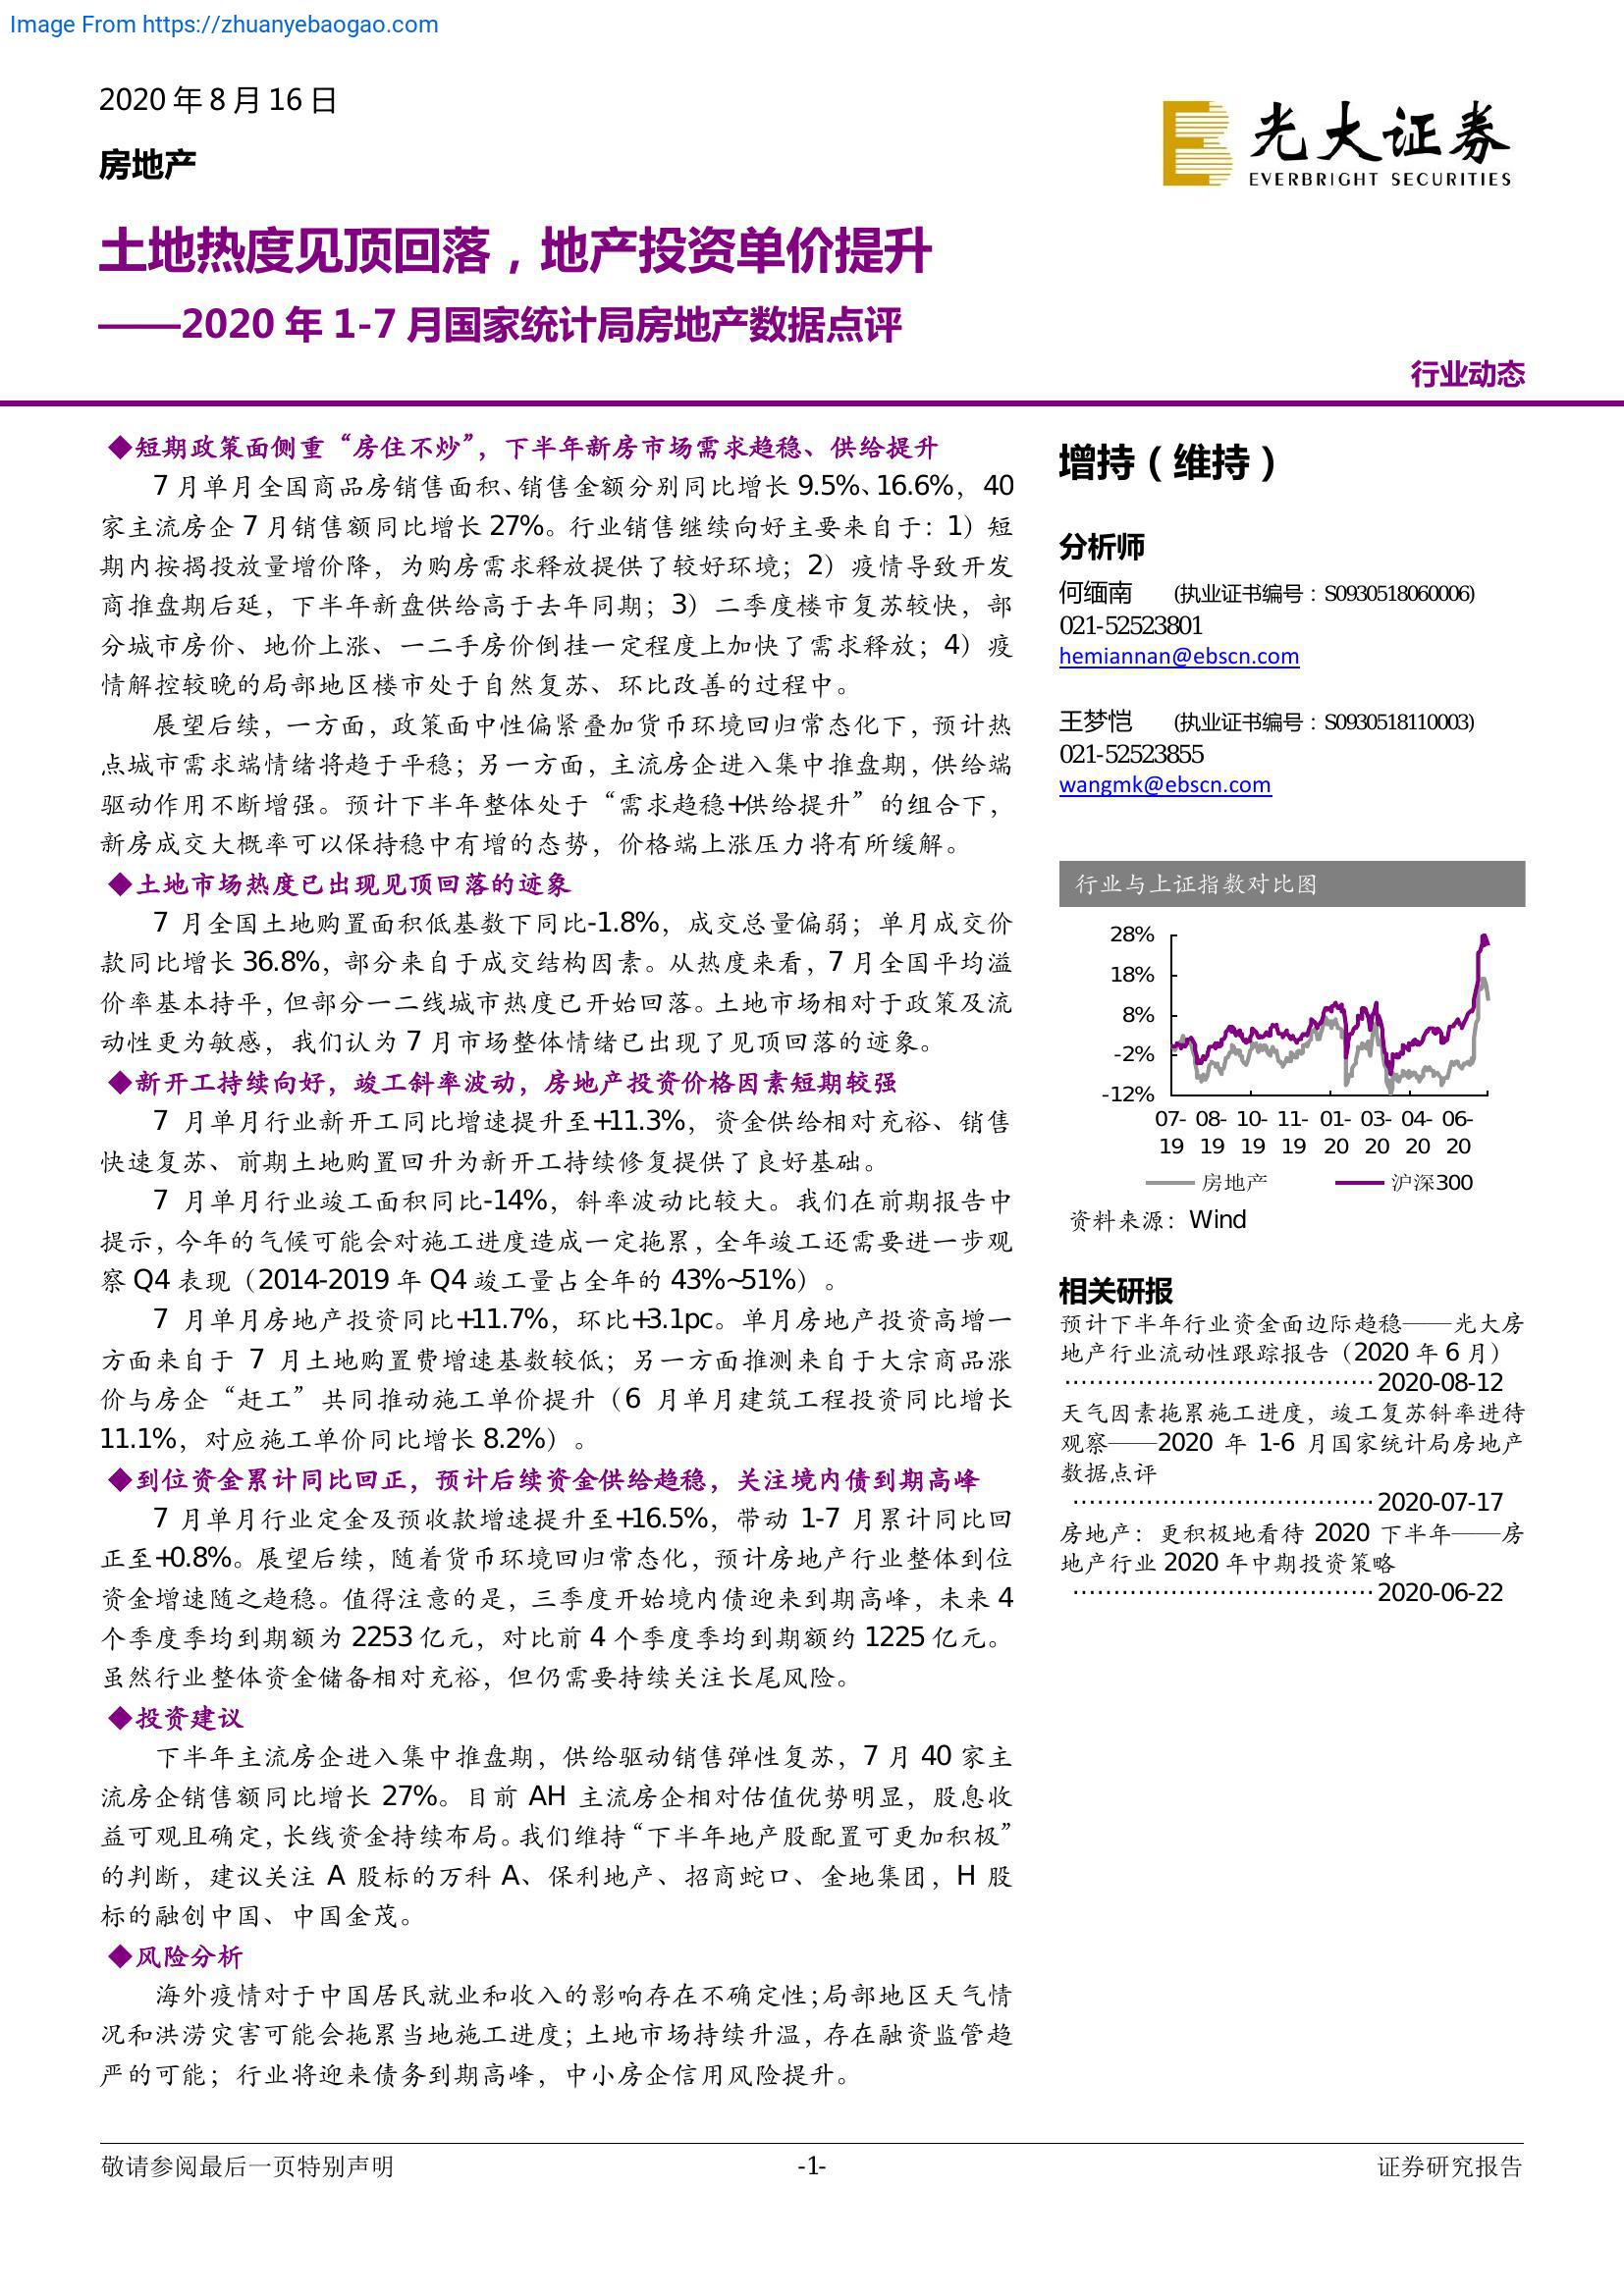 Image From https://zhuanyebaogao.com
2020 年 8 月 16 日
房地产
光大证券
EVERBRIGHT SECURITIES
土地热度见顶回落，地产投资单价提升
——2020 年 1-7 月国家统计局房地产数据点评
行业动态
◆短期政策面侧重“房住不炒”，下半年新房市场需求趋稳、供给提升
7 月单月全国商品房销售面积、销售金额分别同比增长 9.5%、16.6%，40
家主流房企 7 月销售额同比增长 27%。行业销售继续向好主要来自于：1）短
期内按揭投放量增价降，为购房需求释放提供了较好环境；2）疫情导致开发
商推盘期后延，下半年新盘供给高于去年同期；3）二季度楼市复苏较快，部
分城市房价、地价上涨、一二手房价倒挂一定程度上加快了需求释放；4）疫
情解控较晚的局部地区楼市处于自然复苏、环比改善的过程中。
展望后续，一方面，政策面中性偏紧叠加货币环境回归常态化下，预计热
点城市需求端情绪将趋于平稳；另一方面，主流房企进入集中推盘期，供给端
驱动作用不断增强。预计下半年整体处于“需求趋稳+供给提升”的组合下，
新房成交大概率可以保持稳中有增的态势，价格端上涨压力将有所缓解。
◆土地市场热度已出现见顶回落的迹象
7 月全国土地购置面积低基数下同比-1.8%，成交总量偏弱；单月成交价
款同比增长 36.8%，部分来自于成交结构因素。从热度来看，7 月全国平均溢
价率基本持平，但部分一二线城市热度已开始回落。土地市场相对于政策及流
动性更为敏感，我们认为 7 月市场整体情绪已出现了见顶回落的迹象。
◆新开工持续向好，竣工斜率波动，房地产投资价格因素短期较强
7 月单月行业新开工同比增速提升至+11.3%，资金供给相对充裕、销售
快速复苏、前期土地购置回升为新开工持续修复提供了良好基础。
7 月单月行业竣工面积同比-14%，斜率波动比较大。我们在前期报告中
提示，今年的气候可能会对施工进度造成一定拖累，全年竣工还需要进一步观
察 Q4 表现（2014-2019 年 Q4 竣工量占全年的 43%~51%）。
7 月单月房地产投资同比+11.7%，环比+3.1pc。单月房地产投资高增一
方面来自于 7 月土地购置费增速基数较低；另一方面推测来自于大宗商品涨
价与房企“赶工”共同推动施工单价提升（6 月单月建筑工程投资同比增长
11.1%，对应施工单价同比增长 8.2%）。
◆到位资金累计同比回正，预计后续资金供给趋稳，关注境内债到期高峰
7 月单月行业定金及预收款增速提升至+16.5%，带动 1-7 月累计同比回
正至+0.8%。展望后续，随着货币环境回归常态化，预计房地产行业整体到位
资金增速随之趋稳。值得注意的是，三季度开始境内债迎来到期高峰，未来 4
个季度季均到期额为 2253 亿元，对比前 4 个季度季均到期额约 1225 亿元。
虽然行业整体资金储备相对充裕，但仍需要持续关注长尾风险。
◆投资建议
下半年主流房企进入集中推盘期，供给驱动销售弹性复苏，7 月 40 家主
流房企销售额同比增长 27%。目前 AH 主流房企相对估值优势明显，股息收
益可观且确定，长线资金持续布局。我们维持“下半年地产股配置可更加积极”
的判断，建议关注 A 股标的万科 A、保利地产、招商蛇口、金地集团，H 股
标的融创中国、中国金茂。
◆风险分析
海外疫情对于中国居民就业和收入的影响存在不确定性；局部地区天气情
况和洪涝灾害可能会拖累当地施工进度；土地市场持续升温，存在融资监管趋
严的可能；行业将迎来债务到期高峰，中小房企信用风险提升。
增持（维持）
分析师
何缅南 (执业证书编号：S0930518060006)
021-52523801
hemiannan@ebscn.com
王梦恺 (执业证书编号：S0930518110003)
021-52523855
wangmk@ebscn.com
行业与上证指数对比图
28%
18%
8%
-2%
-12%
07- 08- 10- 11- 01- 03- 04- 06-
19 19 19 19 20 20 20 20
房地产 沪深300
资料来源：Wind
相关研报
预计下半年行业资金面边际趋稳——光大房
地产行业流动性跟踪报告（2020 年 6 月）
······································2020-08-12
天气因素拖累施工进度，竣工复苏斜率进待
观察——2020 年 1-6 月国家统计局房地产
数据点评
·····································2020-07-17
房地产：更积极地看待 2020 下半年——房
地产行业 2020 年中期投资策略
·····································2020-06-22
敬请参阅最后一页特别声明
-1-
证券研究报告